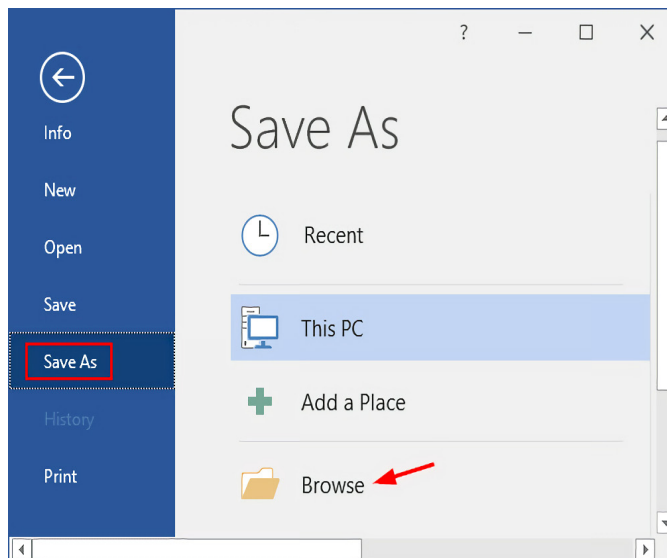 ?
Info
New
Open
Save
Save As
History
Print
Save As
Recent
This PC
Add a Place
Browse